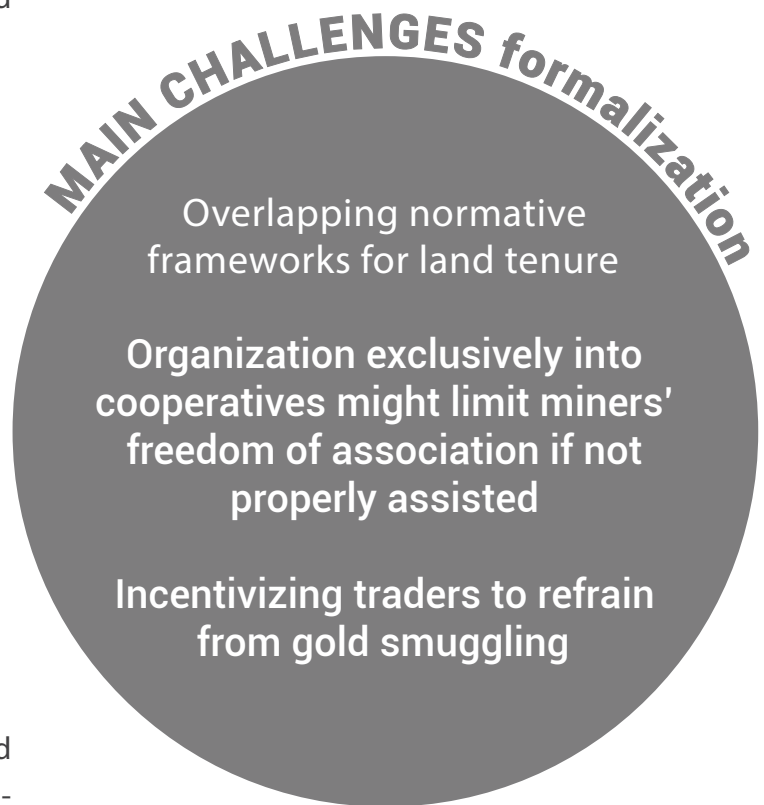 d
MAIN CHALLENGES formalization
Overlapping normative
frameworks for land tenure
Organization exclusively into
cooperatives might limit miners’
freedom of association if not
properly assisted
Incentivizing traders to refrain
from gold smuggling
d
-